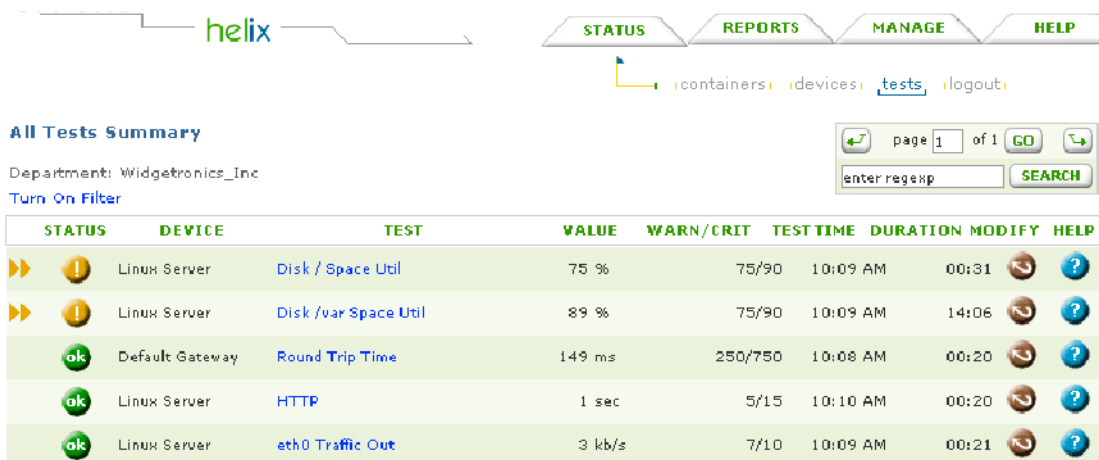 helix
STATUS REPORTS MANAGE HELP
containers devices tests logout
All Tests Summary
page 1 of 1 GO
Department: Widgetronics_Inc
enter regexp SEARCH
Turn On Filter
STATUS DEVICE TEST VALUE WARN/CRIT TEST TIME DURATION MODIFY HELP
! Linux Server Disk / Space Util 75 % 75/90 10:09 AM 00:31 ?
! Linux Server Disk /var Space Util 89 % 75/90 10:09 AM 14:06 ?
ok Default Gateway Round Trip Time 149 ms 250/750 10:08 AM 00:20 ?
ok Linux Server HTTP 1 sec 5/15 10:10 AM 00:20 ?
ok Linux Server eth0 Traffic Out 3 kb/s 7/10 10:09 AM 00:21 ?